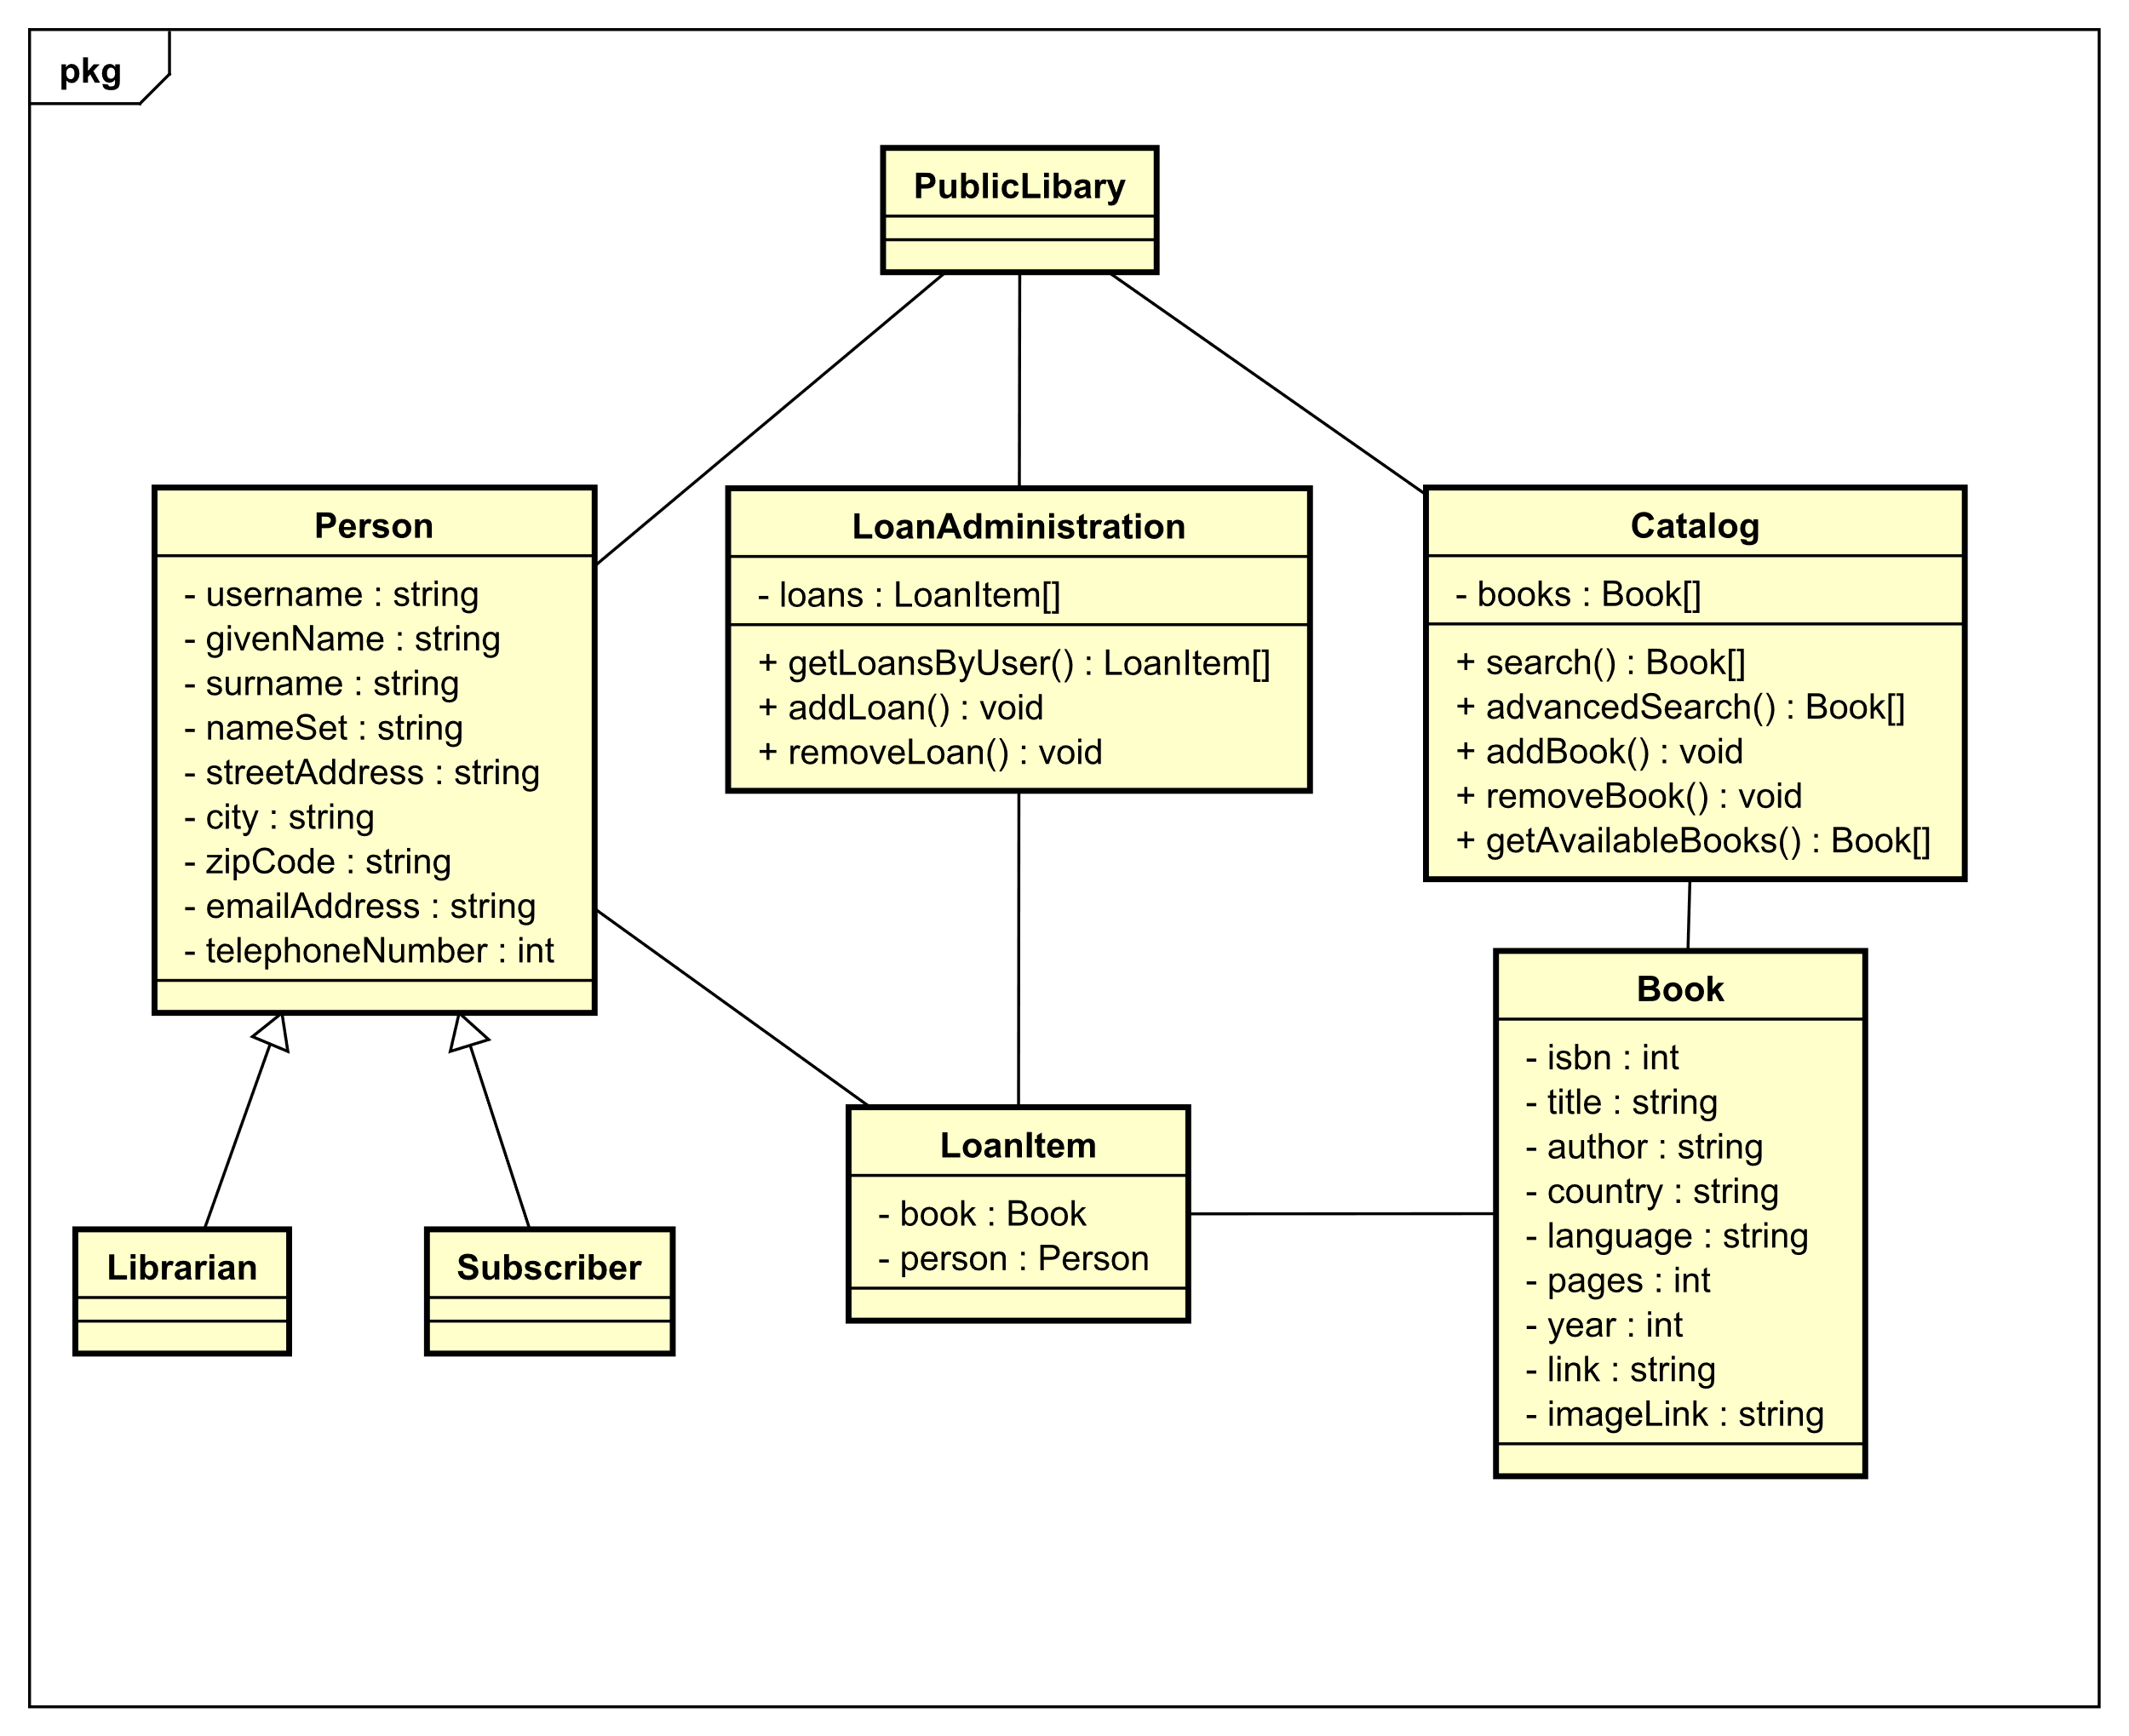 pkg
PublicLibary
Person
- username : string
- givenName : string
- surname : string
- nameSet : string
- streetAddress : string
- city : string
- zipCode : string
- emailAddress : string
- telephoneNumber : int
LoanAdministration
- loans : LoanItem[]
+ getLoansByUser() : LoanItem[]
+ addLoan() : void
+ removeLoan() : void
Catalog
- books : Book[]
+ search() : Book[]
+ advancedSearch() : Book[]
+ addBook() : void
+ removeBook() : void
+ getAvailableBooks() : Book[]
Book
- isbn : int
- title : string
- author : string
- country : string
- language : string
- pages : int
- year : int
- link : string
- imageLink : string
LoanItem
- book : Book
- person : Person
Librarian
Subscriber